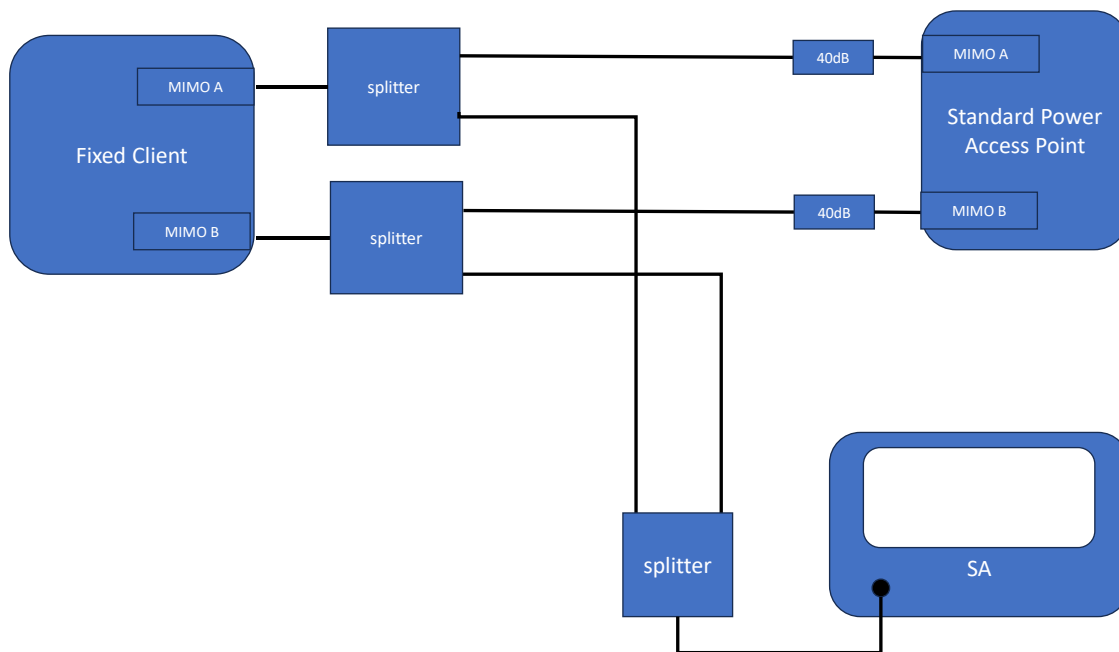 MIMO A
splitter
40dB
MIMO A
Fixed Client
Standard Power
Access Point
MIMO B
splitter
40dB
MIMO B
splitter
SA